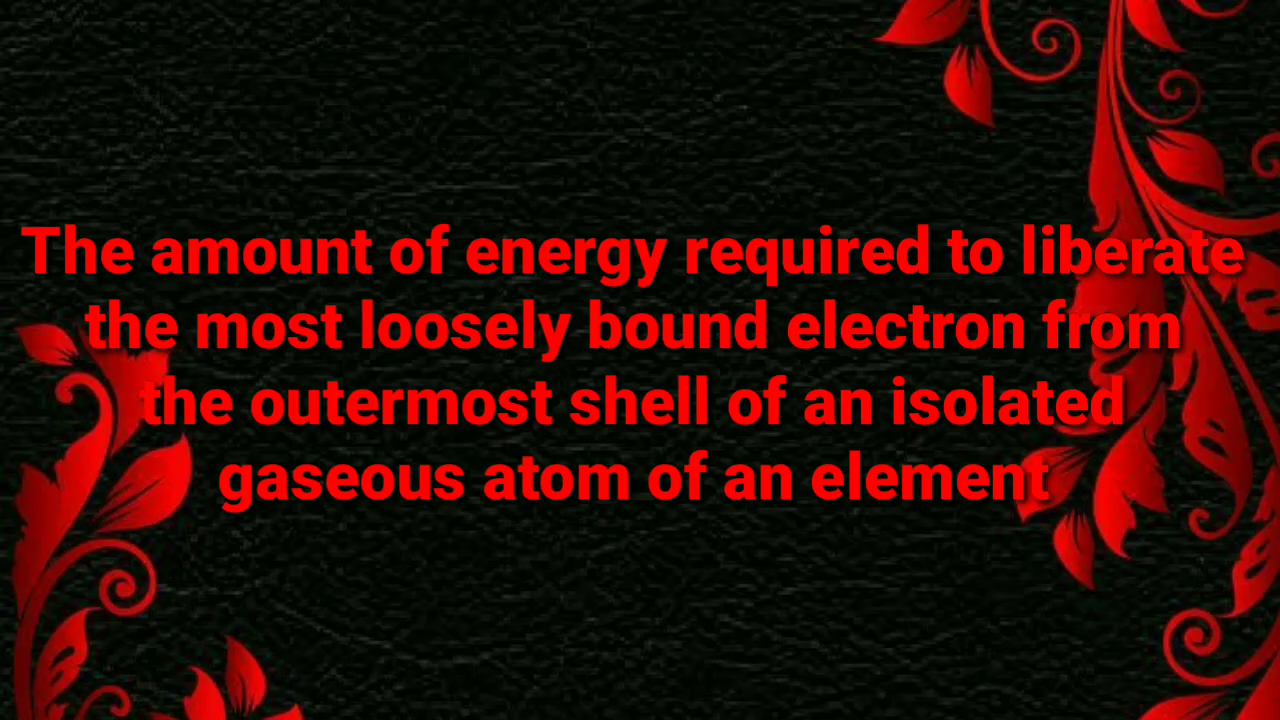 The amount of energy required to liberate
the most loosely bound electron from
the outermost shell of an isolated
gaseous atom of an element